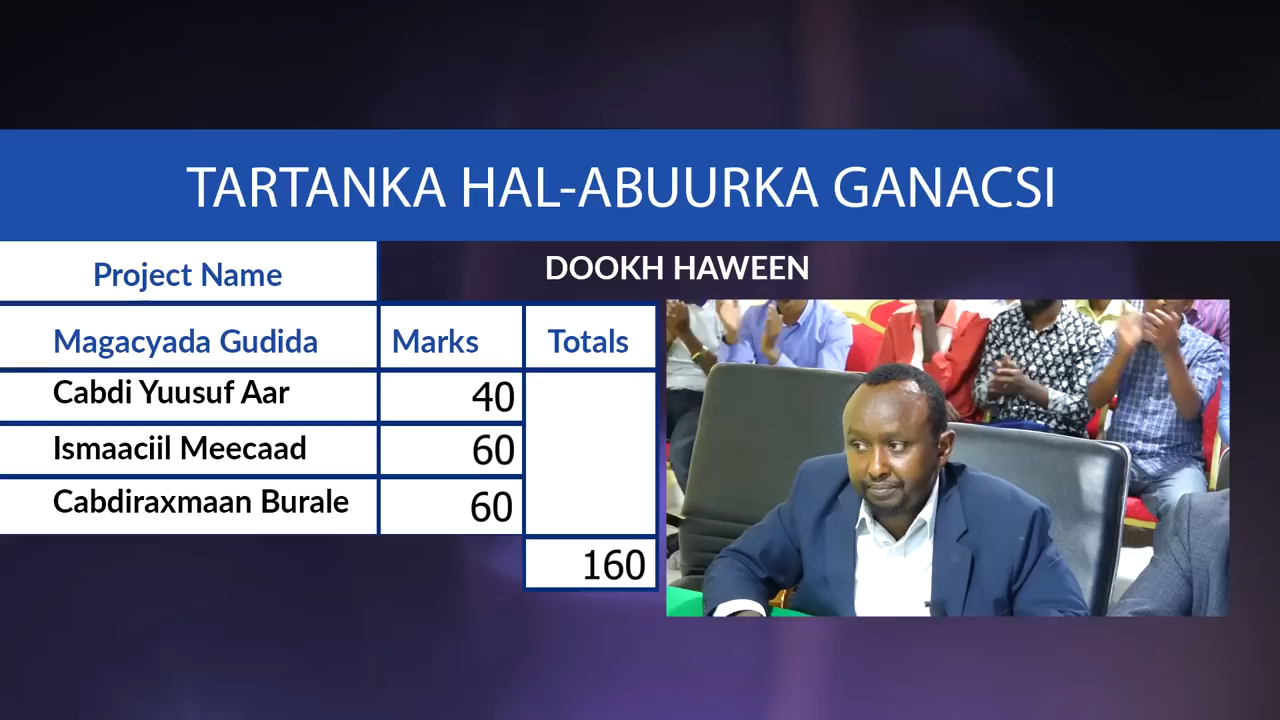 TARTANKA HAL-ABUURKA GANACSI
Project Name DOOKH HAWEEN
Magacyada Gudida Marks Totals
Cabdi Yuusuf Aar 40
Ismaaciil Meecaad 60
Cabdiraxmaan Burale 60
160